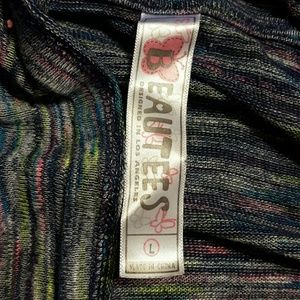 BEAUTEES
DESIGNED IN LOS ANGELES
L
MADE IN CHINA